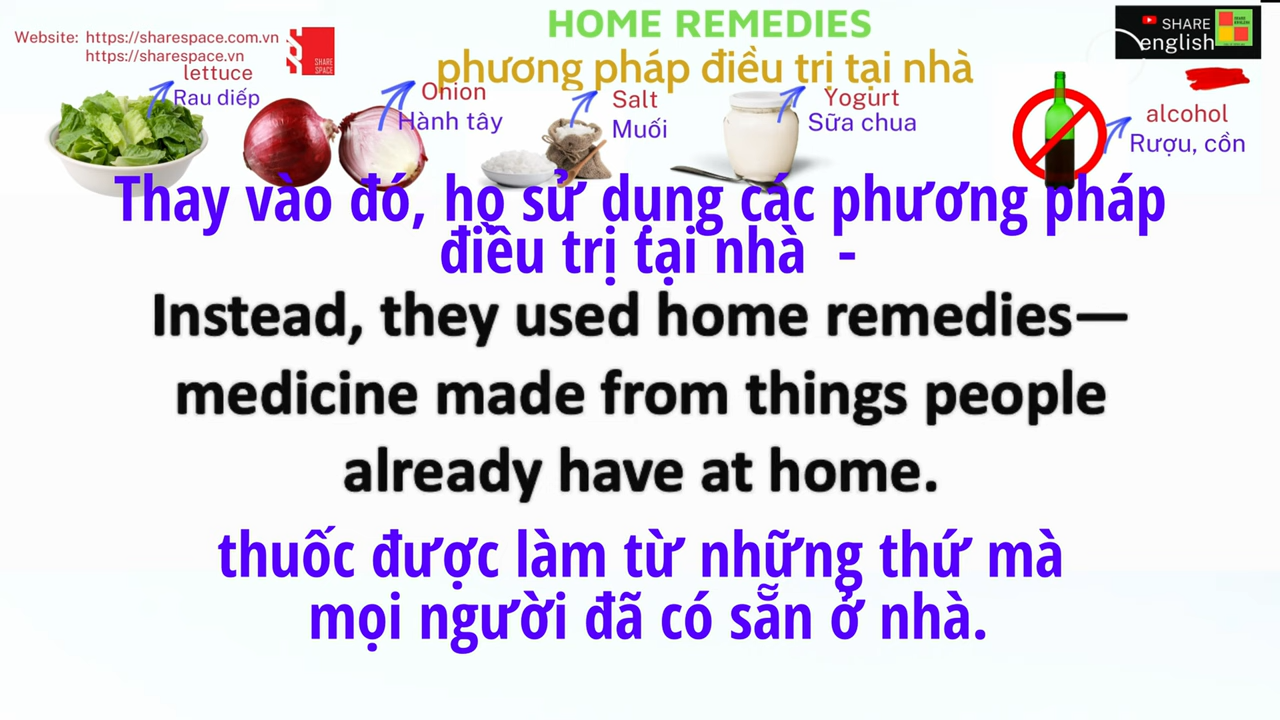 HOME REMEDIES
phương pháp điều trị tại nhà
Website: https://sharespace.com.vn
https://sharespace.vn
SHARE
SPACE
SHARE
english
lettuce
Rau diếp
Onion
Hành tây
Salt
Muối
Yogurt
Sữa chua
alcohol
Rượu, cồn
Thay vào đó, họ sử dụng các phương pháp
điều trị tại nhà -
Instead, they used home remedies—
medicine made from things people
already have at home.
thuốc được làm từ những thứ mà
mọi người đã có sẵn ở nhà.